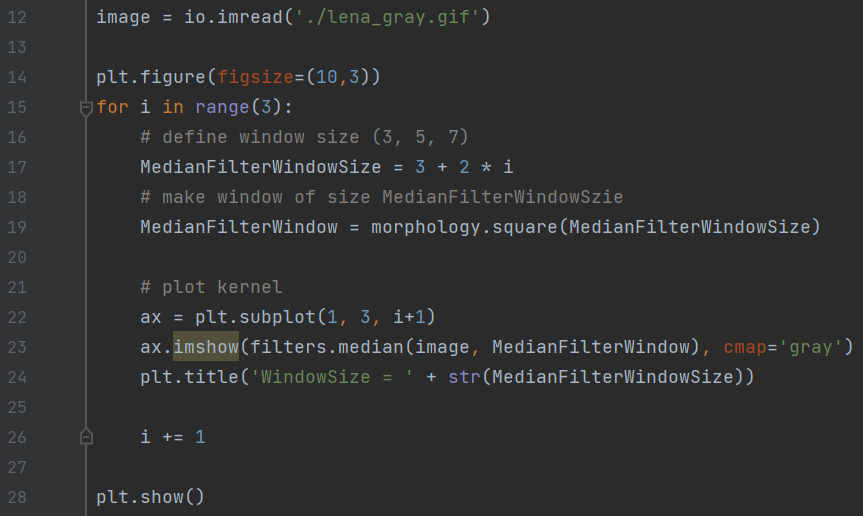 12 image = io.imread('./lena_gray.gif')
13
14 plt.figure(figsize=(10,3))
15 for i in range(3):
16     # define window size (3, 5, 7)
17     MedianFilterWindowSize = 3 + 2 * i
18     # make window of size MedianFilterWindowSzie
19     MedianFilterWindow = morphology.square(MedianFilterWindowSize)
20
21     # plot kernel
22     ax = plt.subplot(1, 3, i+1)
23     ax.imshow(filters.median(image, MedianFilterWindow), cmap='gray')
24     plt.title('WindowSize = ' + str(MedianFilterWindowSize))
25
26     i += 1
27
28 plt.show()